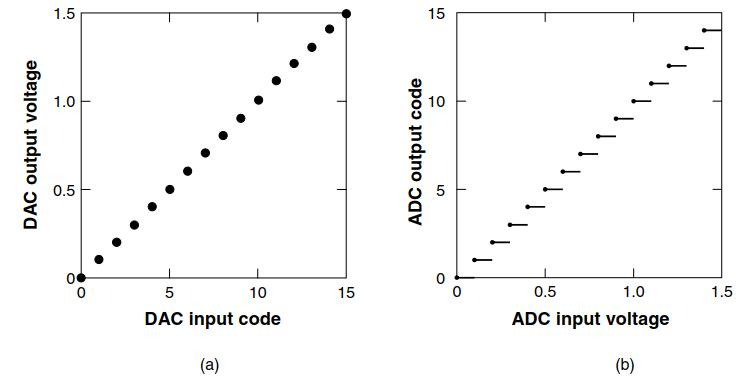 1.5
1.0
0.5
0
0
5
10
15
DAC output voltage
DAC input code
(a)
15
10
5
0
0
0.5
1.0
1.5
ADC output code
ADC input voltage
(b)